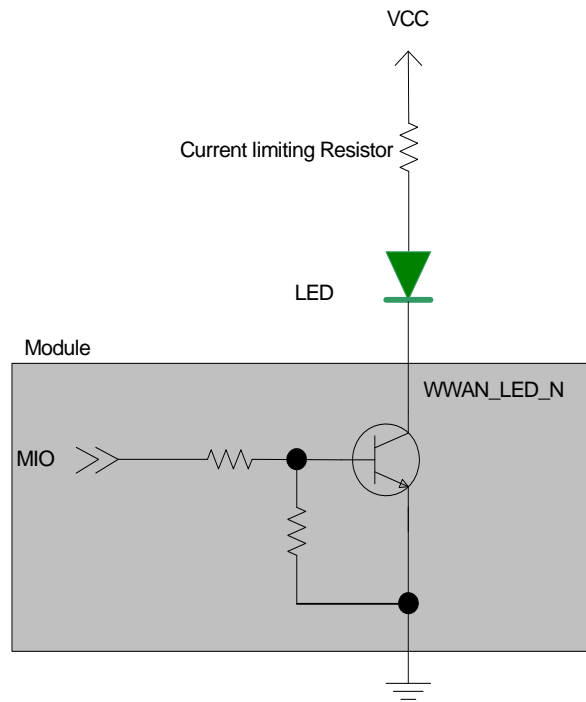 VCC
Current limiting Resistor
LED
Module
WWAN_LED_N
MIO